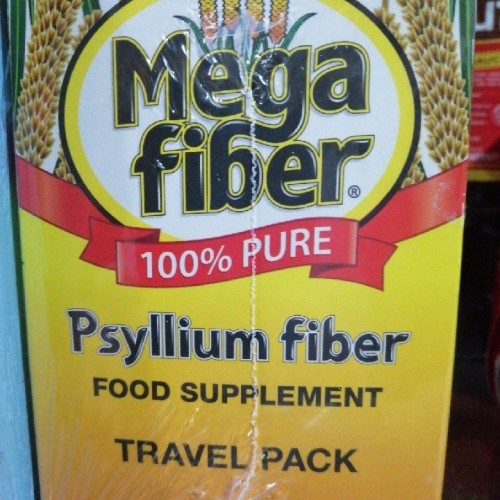 Mega
fiber®
100% PURE
Psyllium fiber
FOOD SUPPLEMENT
TRAVEL PACK